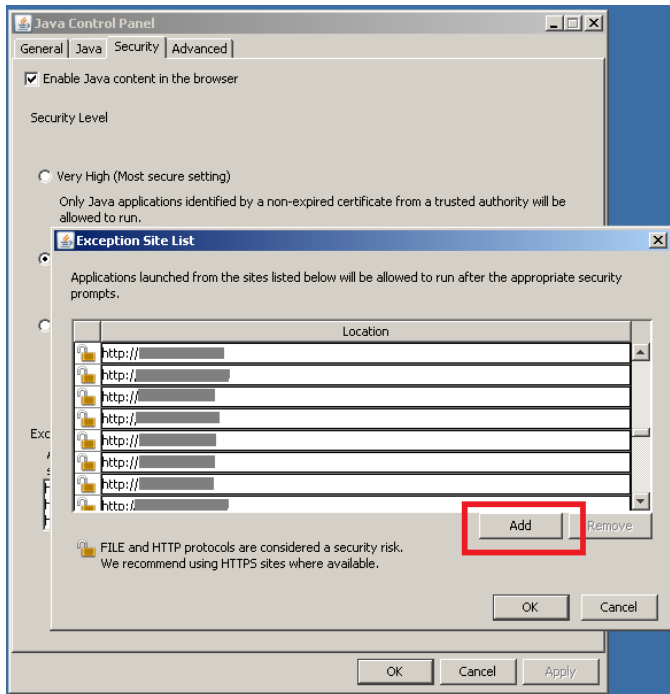 Java Control Panel
General Java Security Advanced
Enable Java content in the browser
Security Level
Very High (Most secure setting)
Only Java applications identified by a non-expired certificate from a trusted authority will be
allowed to run.
Exception Site List
Applications launched from the sites listed below will be allowed to run after the appropriate security
prompts.
Location
http://
http:/
http://
http:/
http://
http://
http://
http:/
Exc
Add Remove
FILE and HTTP protocols are considered a security risk.
We recommend using HTTPS sites where available.
OK Cancel
OK Cancel Apply